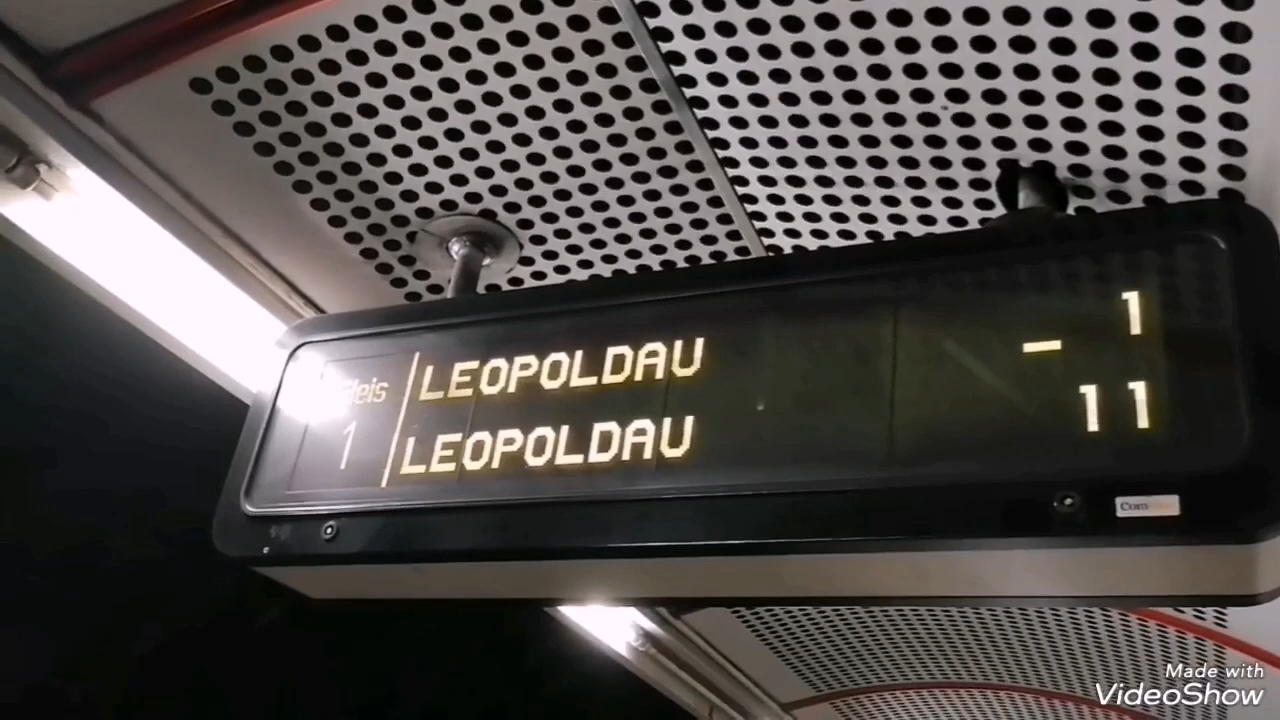 Gleis
1
LEOPOLDAU – 1
LEOPOLDAU 11
Made with
VideoShow